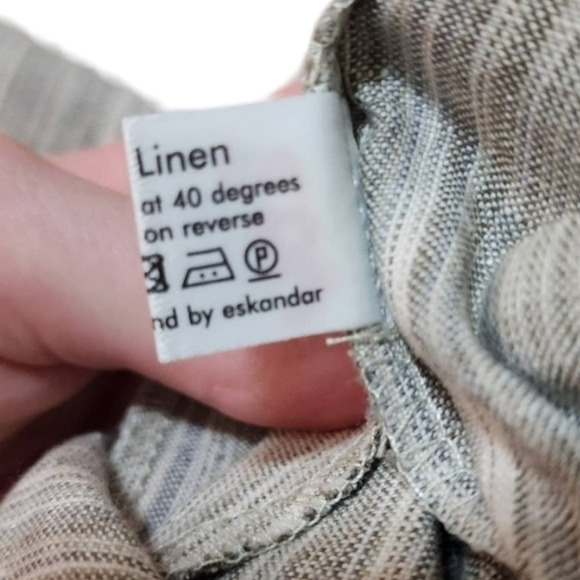 Linen
at 40 degrees
on reverse
P
nd by eskandar